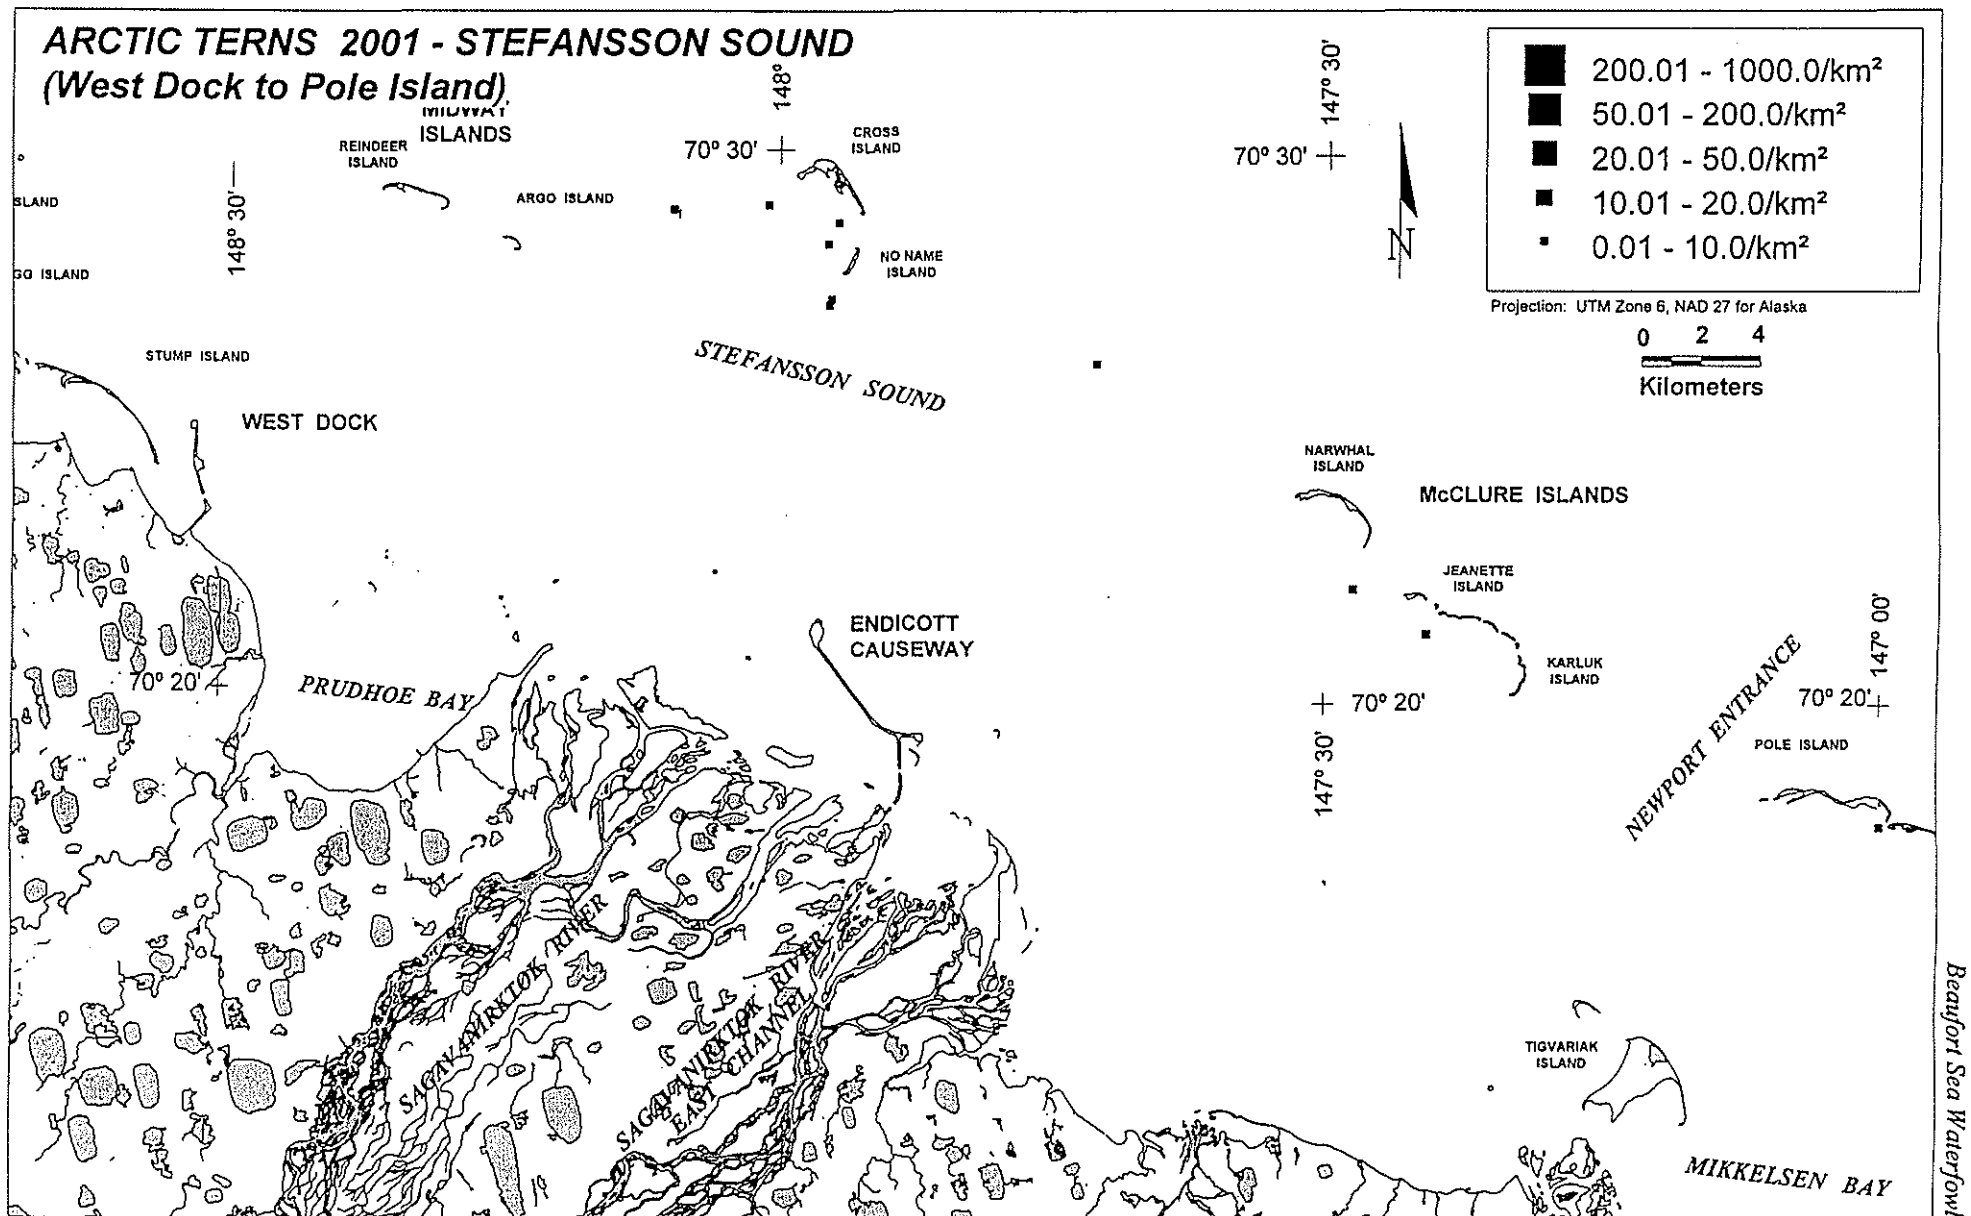 ARCTIC TERNS 2001 - STEFANSSON SOUND
(West Dock to Pole Island)
MIDWAY
ISLANDS
REINDEER
ISLAND
ARGO ISLAND
148° 30'
148°
70° 30'
CROSS
ISLAND
NO NAME
ISLAND
147° 30'
70° 30'
N
200.01 - 1000.0/km²
50.01 - 200.0/km²
20.01 - 50.0/km²
10.01 - 20.0/km²
0.01 - 10.0/km²
Projection: UTM Zone 6, NAD 27 for Alaska
0 2 4
Kilometers
SLAND
GO ISLAND
STUMP ISLAND
WEST DOCK
STEFANSSON SOUND
NARWHAL
ISLAND
McCLURE ISLANDS
JEANETTE
ISLAND
KARLUK
ISLAND
ENDICOTT
CAUSEWAY
70° 20'
PRUDHOE BAY
70° 20'
147° 30'
NEWPORT ENTRANCE
147° 00'
70° 20'
POLE ISLAND
SAGAVANIRKTOK RIVER
SAGAVANIRKTOK RIVER
EAST CHANNEL
TIGVARIAK
ISLAND
MIKKELSEN BAY
Beaufort Sea Waterfowl